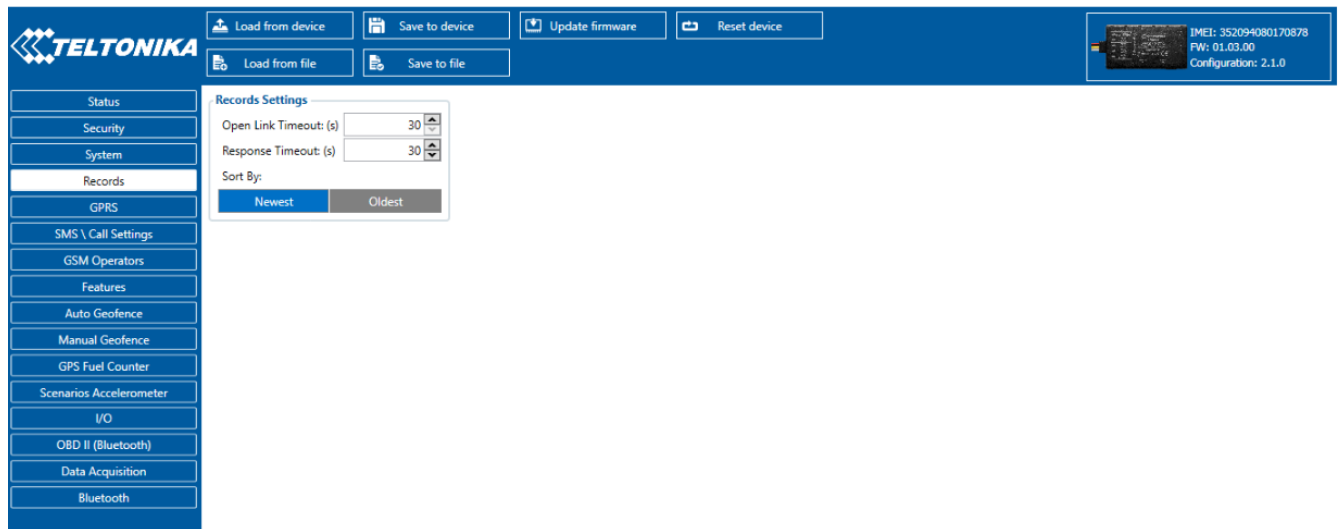 TELTONIKA
Load from device
Save to device
Update firmware
Reset device
Load from file
Save to file
IMEI: 352094080170878
FW: 01.03.00
Configuration: 2.1.0
Status
Security
System
Records
GPRS
SMS \ Call Settings
GSM Operators
Features
Auto Geofence
Manual Geofence
GPS Fuel Counter
Scenarios Accelerometer
I/O
OBD II (Bluetooth)
Data Acquisition
Bluetooth
Records Settings
Open Link Timeout: (s) 30
Response Timeout: (s) 30
Sort By:
Newest Oldest